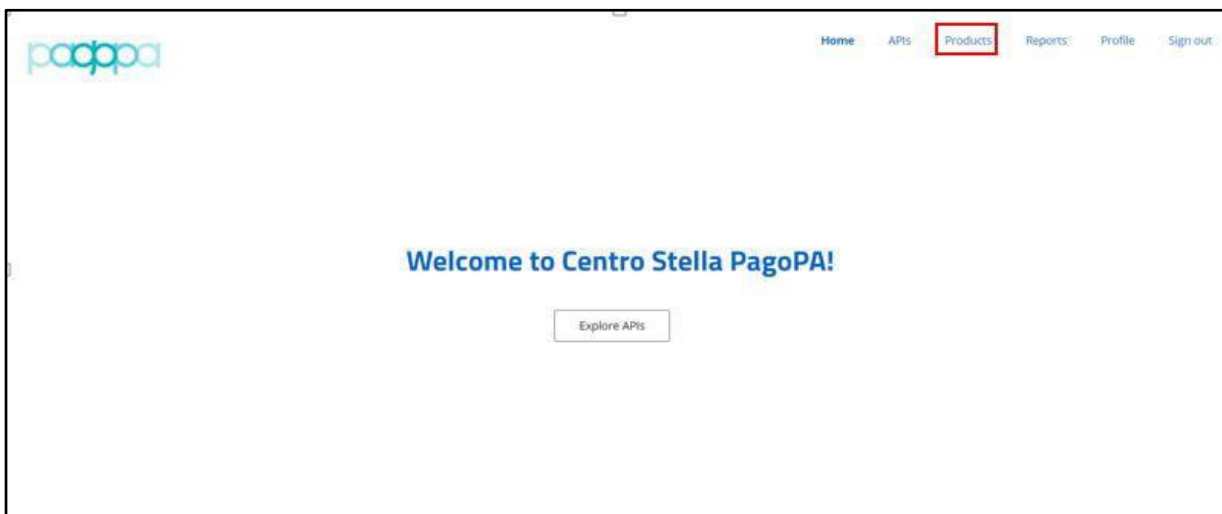 pagopa
Home APIs Products Reports Profile Sign out
Welcome to Centro Stella PagoPA!
Explore APIs